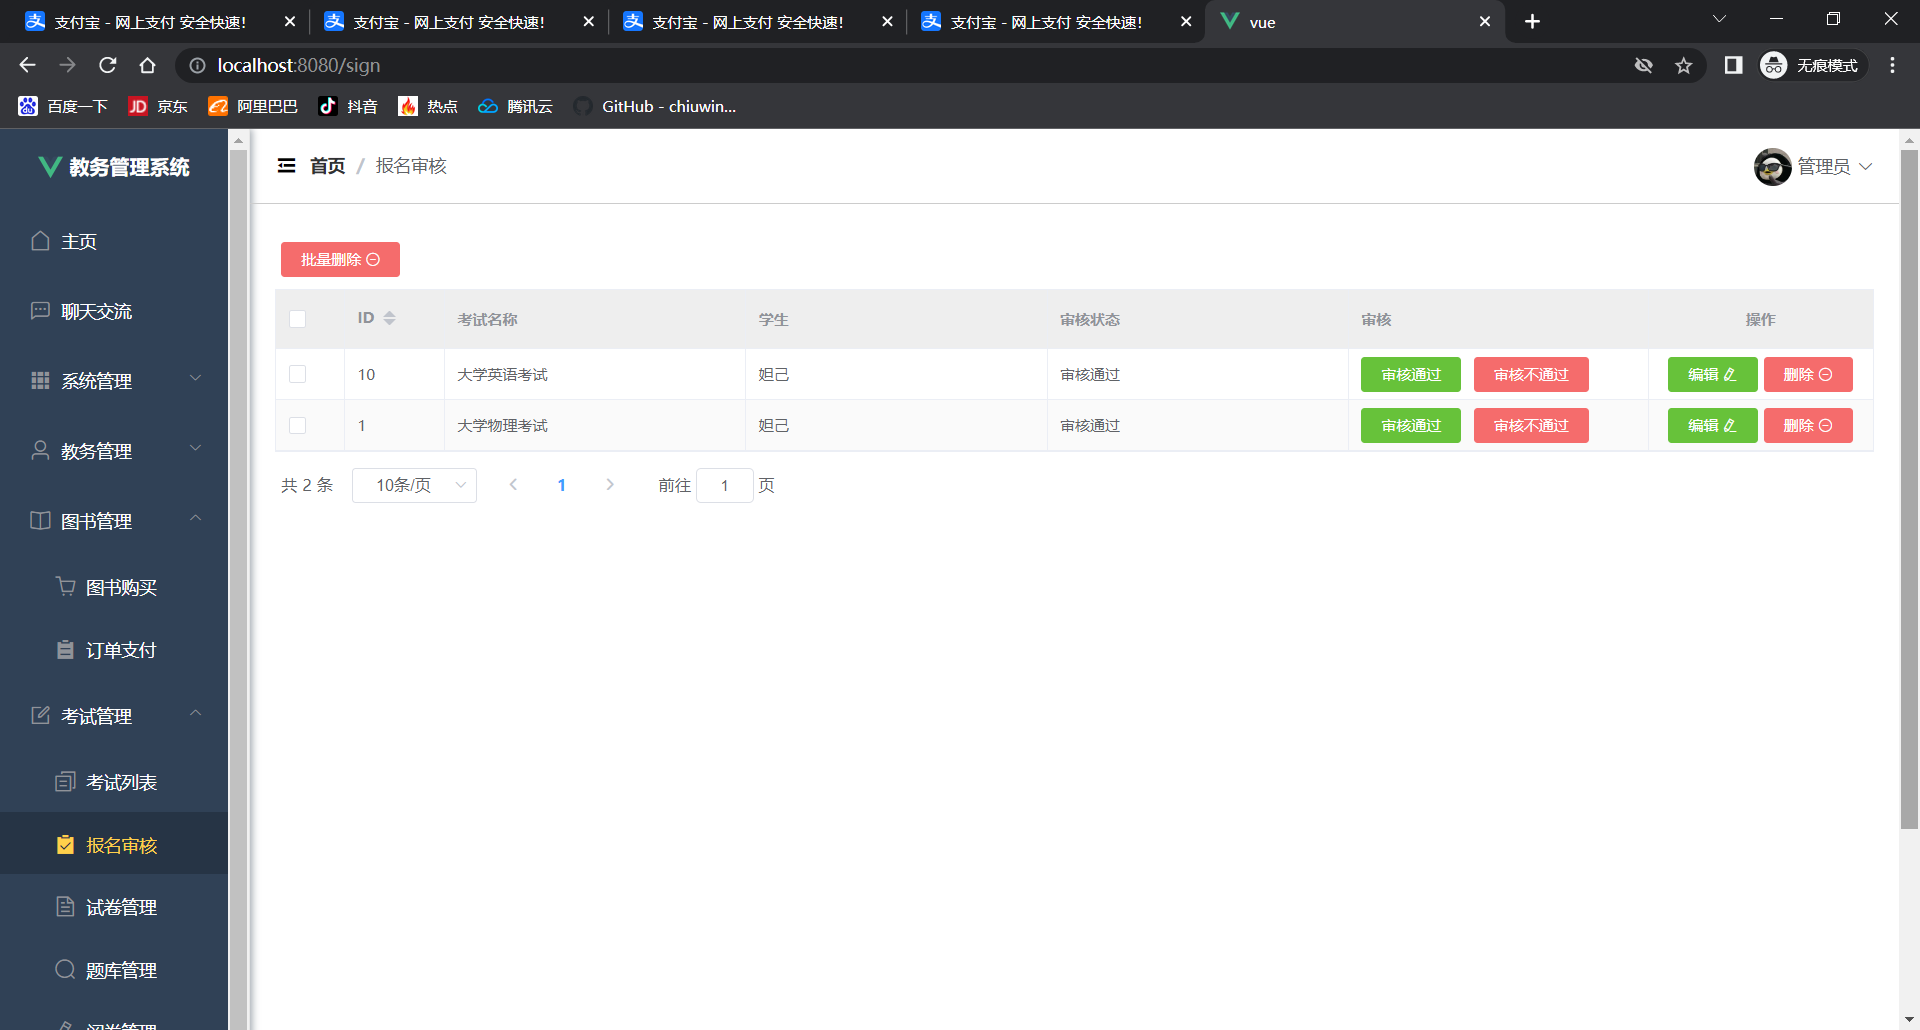 支付宝 - 网上支付 安全快速!
支付宝 - 网上支付 安全快速!
支付宝 - 网上支付 安全快速!
支付宝 - 网上支付 安全快速!
vue
localhost:8080/sign
无痕模式
百度一下 京东 阿里巴巴 抖音 热点 腾讯云 GitHub - chiuwin...
教务管理系统
主页
聊天交流
系统管理
教务管理
图书管理
图书购买
订单支付
考试管理
考试列表
报名审核
试卷管理
题库管理
阅卷管理
首页 / 报名审核
管理员
批量删除
ID 考试名称 学生 审核状态 审核 操作
10 大学英语考试 妲己 审核通过 审核通过 审核不通过 编辑 删除
1 大学物理考试 妲己 审核通过 审核通过 审核不通过 编辑 删除
共 2 条 10条/页 1 前往 1 页